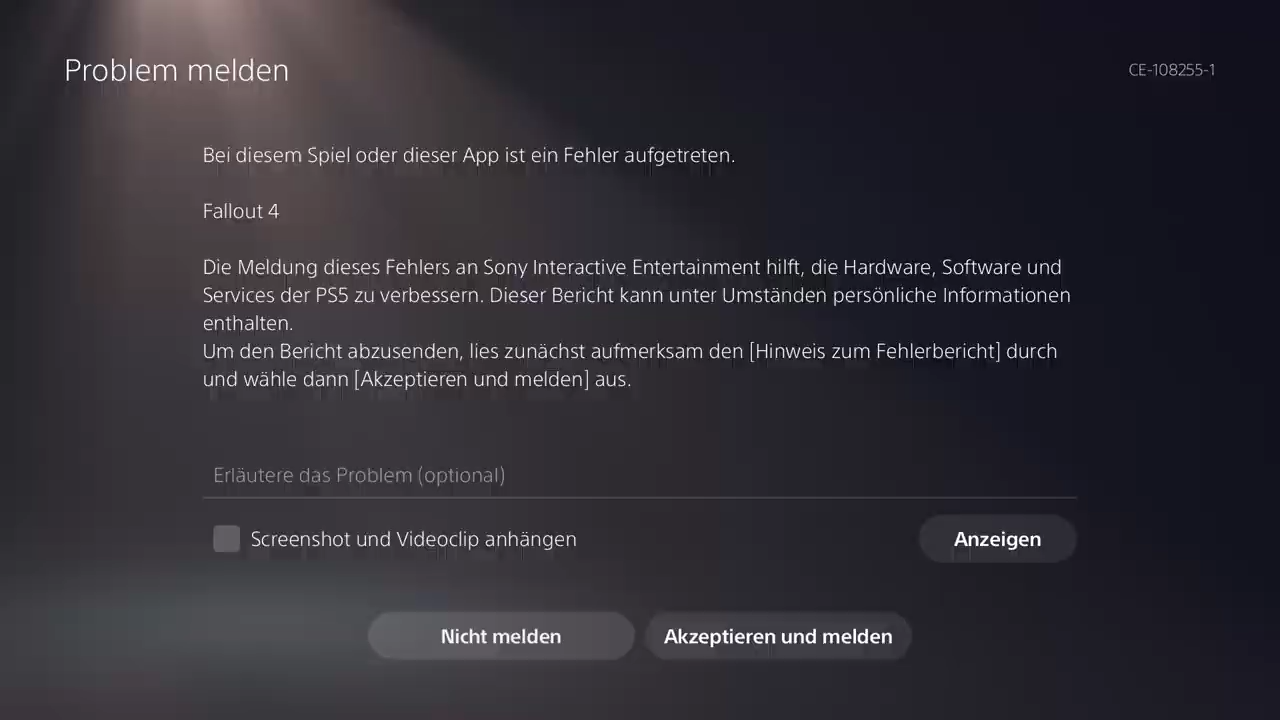 Problem melden
CE-108255-1
Bei diesem Spiel oder dieser App ist ein Fehler aufgetreten.
Fallout 4
Die Meldung dieses Fehlers an Sony Interactive Entertainment hilft, die Hardware, Software und
Services der PS5 zu verbessern. Dieser Bericht kann unter Umständen persönliche Informationen
enthalten.
Um den Bericht abzusenden, lies zunächst aufmerksam den [Hinweis zum Fehlerbericht] durch
und wähle dann [Akzeptieren und melden] aus.
Erläutere das Problem (optional)
Screenshot und Videoclip anhängen
Anzeigen
Nicht melden
Akzeptieren und melden